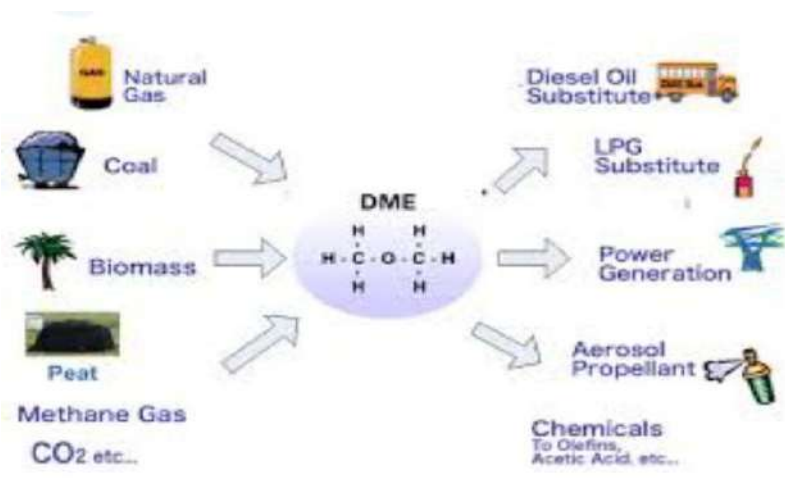 GAS
Natural
Gas
Coal
Biomass
Peat
Methane Gas
CO2 etc...
DME
H H
H - C - O - C - H
H H
Diesel Oil
Substitute
LPG
Substitute
Power
Generation
Aerosol
Propellant
Chemicals
To Olefins,
Acetic Acid, etc...